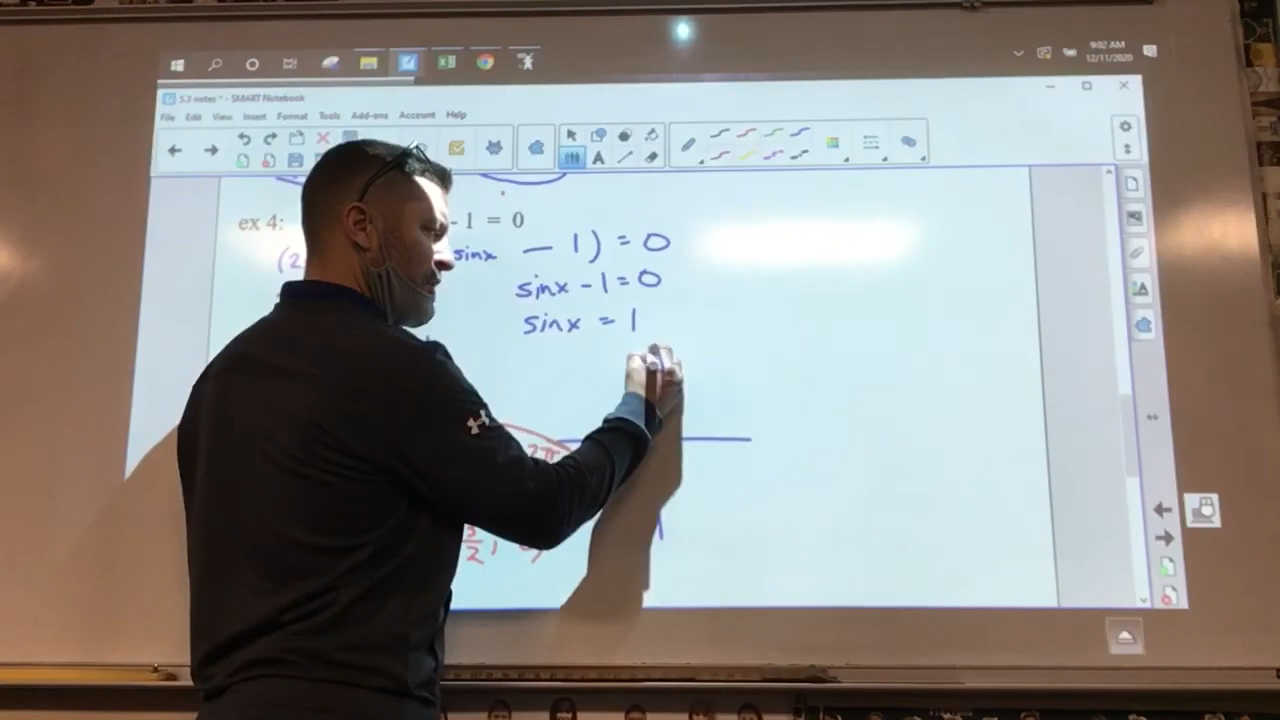 9:02 AM
12/11/2020
5.3 notes * - SMART Notebook
File Edit View Insert Format Tools Add-ons Account Help
ex 4: - 1 = 0
(2 sinx - 1) = 0
sinx - 1 = 0
sinx = 1